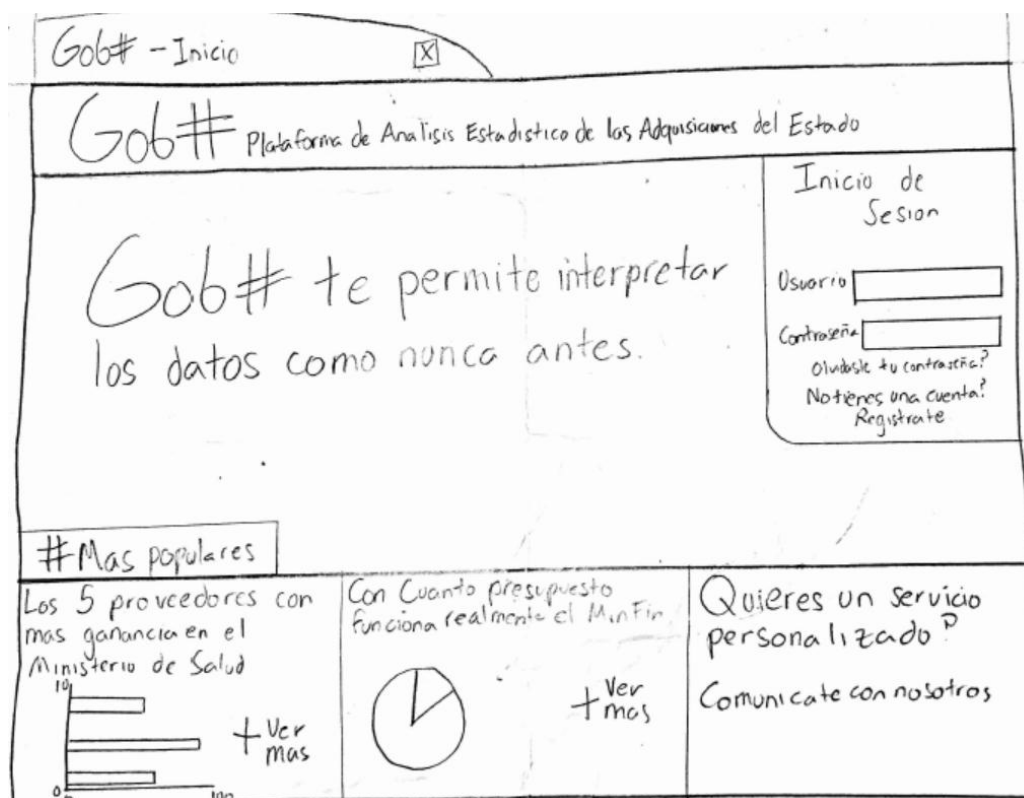 Gob# - Inicio
X
Gob# Plataforma de Analisis Estadistico de las Adquisiciones del Estado
Gob# te permite interpretar
los datos como nunca antes.
Inicio de
Sesion
Usuario
Contraseña
Olvidaste tu contraseña?
No tienes una cuenta?
Registrate
#Mas populares
Los 5 proveedores con
mas ganancia en el
Ministerio de Salud
10
0
0
100
+ Ver
mas
Con Cuanto presupuesto
funciona realmente el MinFin
+ Ver
mas
Quieres un servicio
personalizado?
Comunicate con nosotros